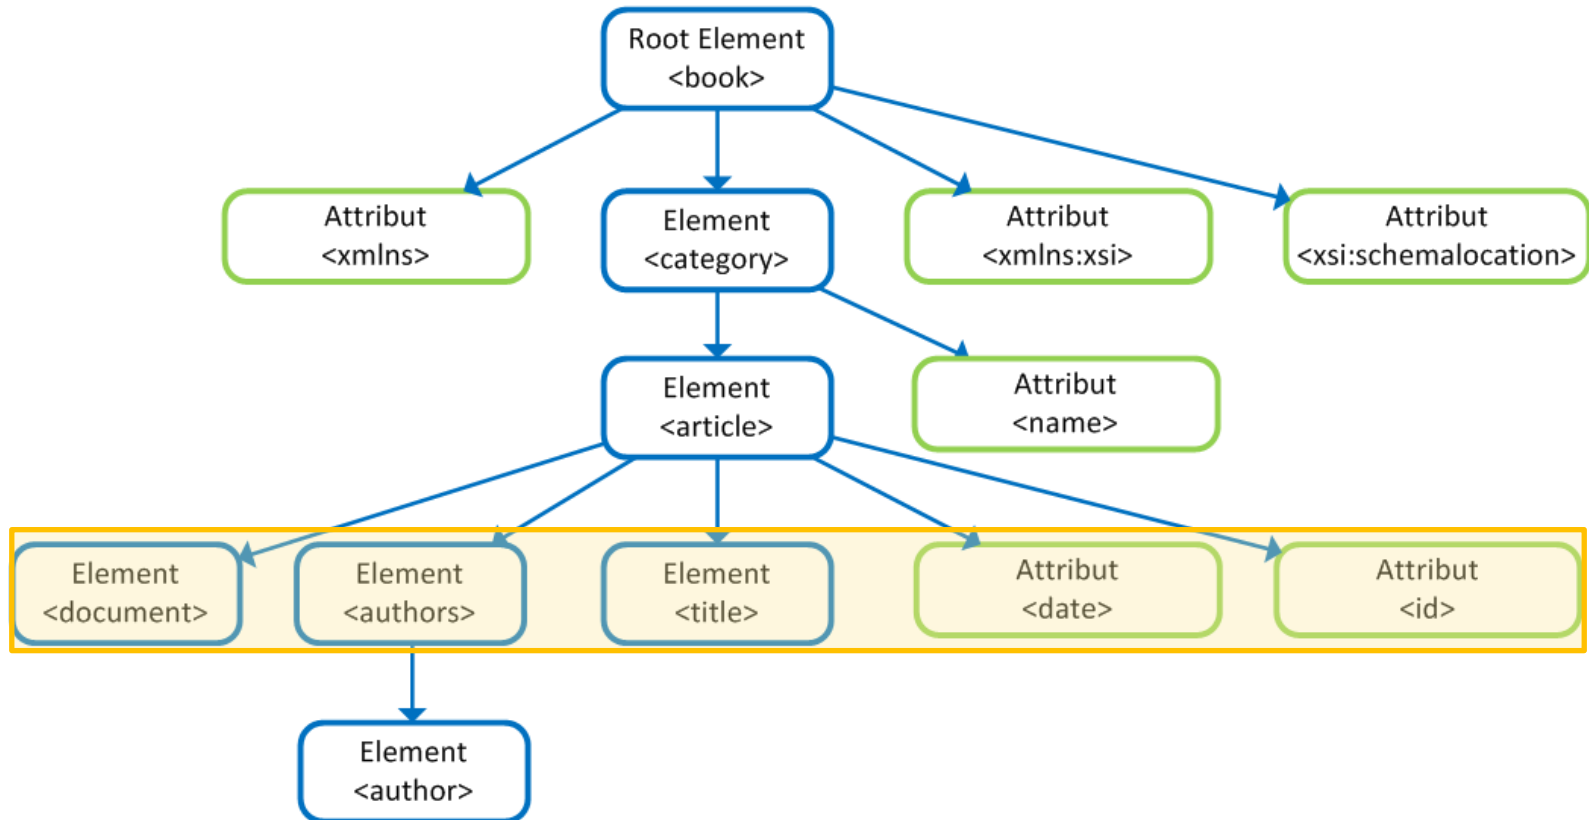 Root Element
<book>
Attribut
<xmlns>
Element
<category>
Attribut
<xmlns:xsi>
Attribut
<xsi:schemalocation>
Element
<article>
Attribut
<name>
Element
<document>
Element
<authors>
Element
<title>
Attribut
<date>
Attribut
<id>
Element
<author>